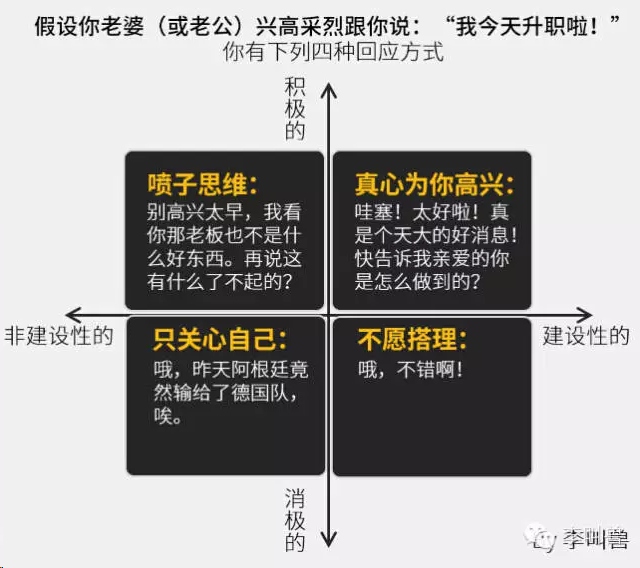 假设你老婆（或老公）兴高采烈跟你说：“我今天升职啦！”
你有下列四种回应方式
积极的
喷子思维：
别高兴太早，我看
你那老板也不是什
么好东西。再说这
有什么了不起的？
真心为你高兴：
哇塞！太好啦！真
是个天大的好消息！
快告诉我亲爱的你
是怎么做到的？
非建设性的
建设性的
只关心自己：
哦，昨天阿根廷竟
然输给了德国队，
唉。
不愿搭理：
哦，不错啊！
消极的
by 李叫兽
李叫兽